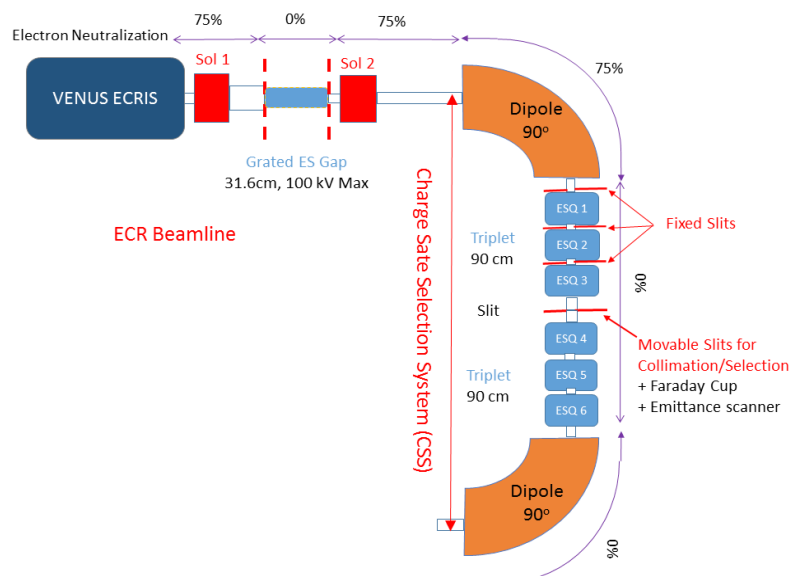 75%
0%
75%
Electron Neutralization
Sol 1
Sol 2
VENUS ECRIS
Grated ES Gap
31.6cm, 100 kV Max
ECR Beamline
Charge Sate Selection System (CSS)
Dipole
90°
75%
ESQ 1
ESQ 2
ESQ 3
Triplet
90 cm
Fixed Slits
0%
Slit
Movable Slits for
Collimation/Selection
+ Faraday Cup
+ Emittance scanner
ESQ 4
ESQ 5
ESQ 6
Triplet
90 cm
Dipole
90°
0%